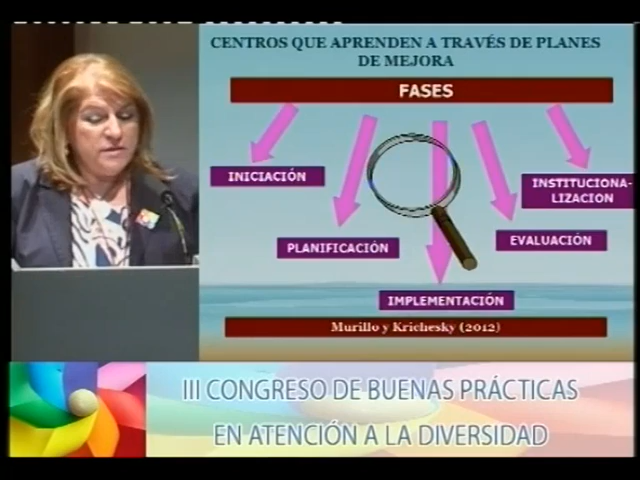 CENTROS QUE APRENDEN A TRAVÉS DE PLANES
DE MEJORA
FASES
INICIACIÓN
INSTITUCIONA-
LIZACION
PLANIFICACIÓN
EVALUACIÓN
IMPLEMENTACIÓN
Murillo y Krichesky (2012)
III CONGRESO DE BUENAS PRÁCTICAS
EN ATENCIÓN A LA DIVERSIDAD